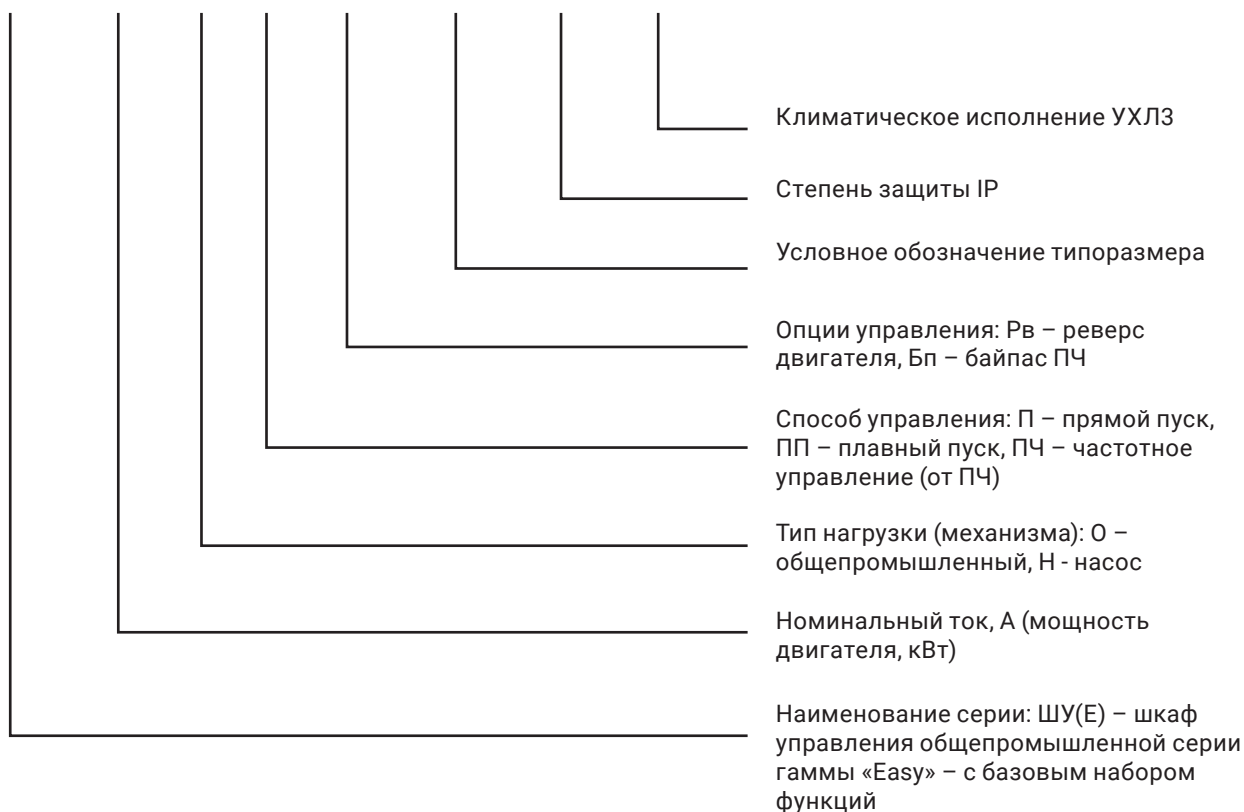 Климатическое исполнение УХЛ3
Степень защиты IP
Условное обозначение типоразмера
Опции управления: Рв – реверс
двигателя, Бп – байпас ПЧ
Способ управления: П – прямой пуск,
ПП – плавный пуск, ПЧ – частотное
управление (от ПЧ)
Тип нагрузки (механизма): О –
общепромышленный, Н - насос
Номинальный ток, А (мощность
двигателя, кВт)
Наименование серии: ШУ(Е) – шкаф
управления общепромышленной серии
гаммы «Easy» – с базовым набором
функций